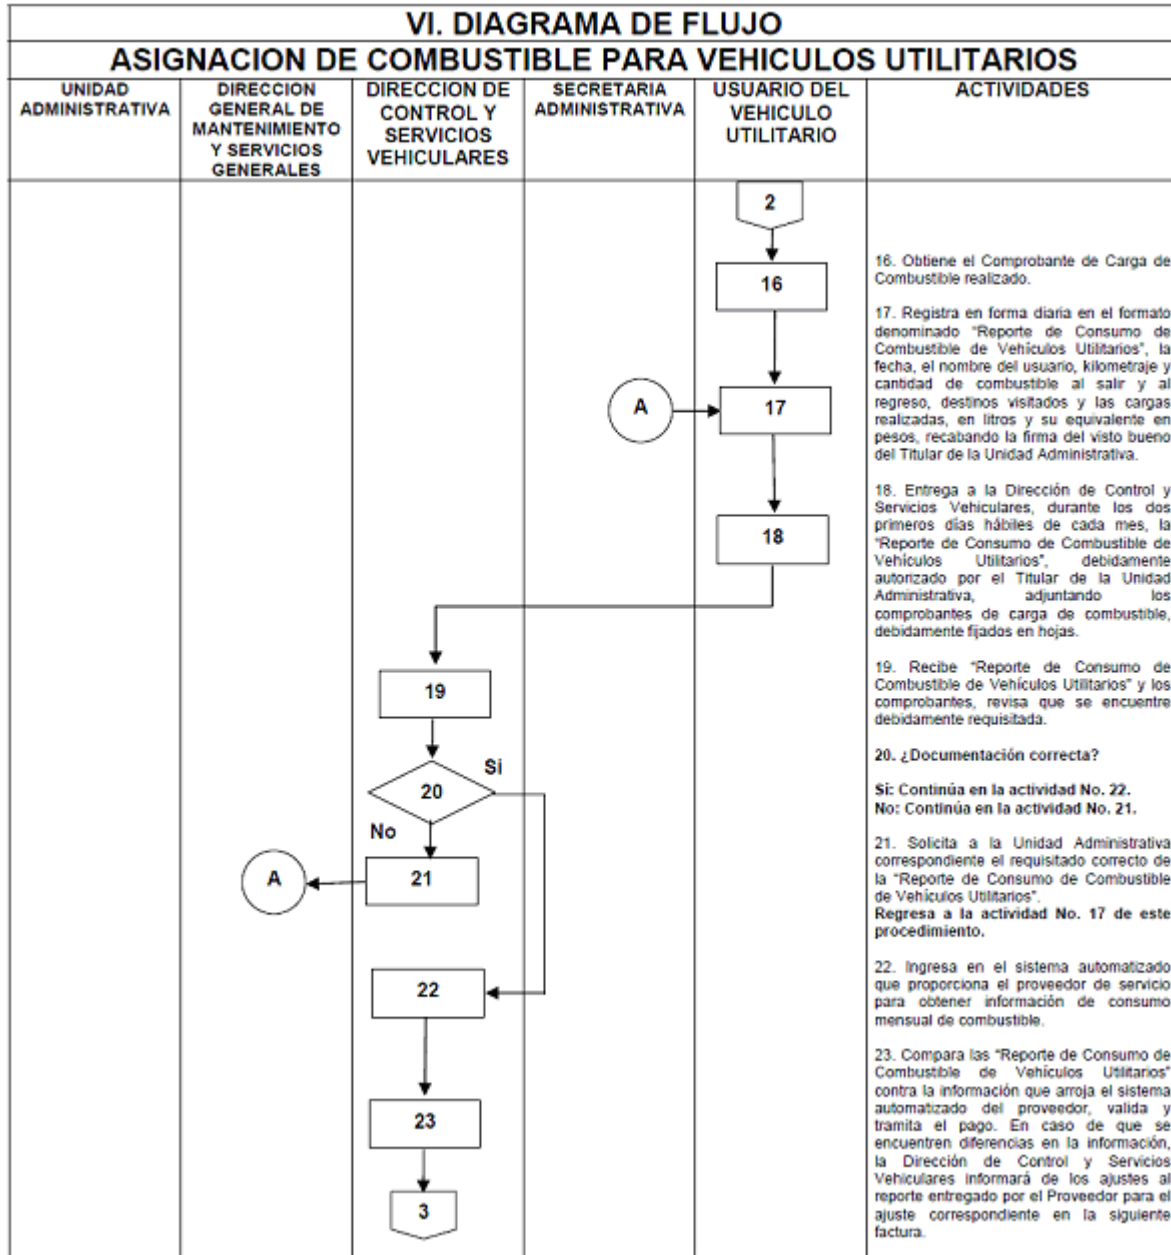 VI. DIAGRAMA DE FLUJO
ASIGNACION DE COMBUSTIBLE PARA VEHICULOS UTILITARIOS
UNIDAD
ADMINISTRATIVA
DIRECCION
GENERAL DE
MANTENIMIENTO
Y SERVICIOS
GENERALES
DIRECCION DE
CONTROL Y
SERVICIOS
VEHICULARES
SECRETARIA
ADMINISTRATIVA
USUARIO DEL
VEHICULO
UTILITARIO
ACTIVIDADES
2
16
A
17
18
19
Si
20
No
A
21
22
23
3
16. Obtiene el Comprobante de Carga de
Combustible realizado.
17. Registra en forma diaria en el formato
denominado "Reporte de Consumo de
Combustible de Vehículos Utilitarios", la
fecha, el nombre del usuario, kilometraje y
cantidad de combustible al salir y al
regreso, destinos visitados y las cargas
realizadas, en litros y su equivalente en
pesos, recabando la firma del visto bueno
del Titular de la Unidad Administrativa.
18. Entrega a la Dirección de Control y
Servicios Vehiculares, durante los dos
primeros días hábiles de cada mes, la
"Reporte de Consumo de Combustible de
Vehículos Utilitarios", debidamente
autorizado por el Titular de la Unidad
Administrativa, adjuntando los
comprobantes de carga de combustible,
debidamente fijados en hojas.
19. Recibe "Reporte de Consumo de
Combustible de Vehículos Utilitarios" y los
comprobantes, revisa que se encuentre
debidamente requisitada.
20. ¿Documentación correcta?
Sí: Continúa en la actividad No. 22.
No: Continúa en la actividad No. 21.
21. Solicita a la Unidad Administrativa
correspondiente el requisitado correcto de
la "Reporte de Consumo de Combustible
de Vehículos Utilitarios".
Regresa a la actividad No. 17 de este
procedimiento.
22. Ingresa en el sistema automatizado
que proporciona el proveedor de servicio
para obtener información de consumo
mensual de combustible.
23. Compara las "Reporte de Consumo de
Combustible de Vehículos Utilitarios"
contra la información que arroja el sistema
automatizado del proveedor, valida y
tramita el pago. En caso de que se
encuentren diferencias en la información,
la Dirección de Control y Servicios
Vehiculares informará de los ajustes al
reporte entregado por el Proveedor para el
ajuste correspondiente en la siguiente
factura.